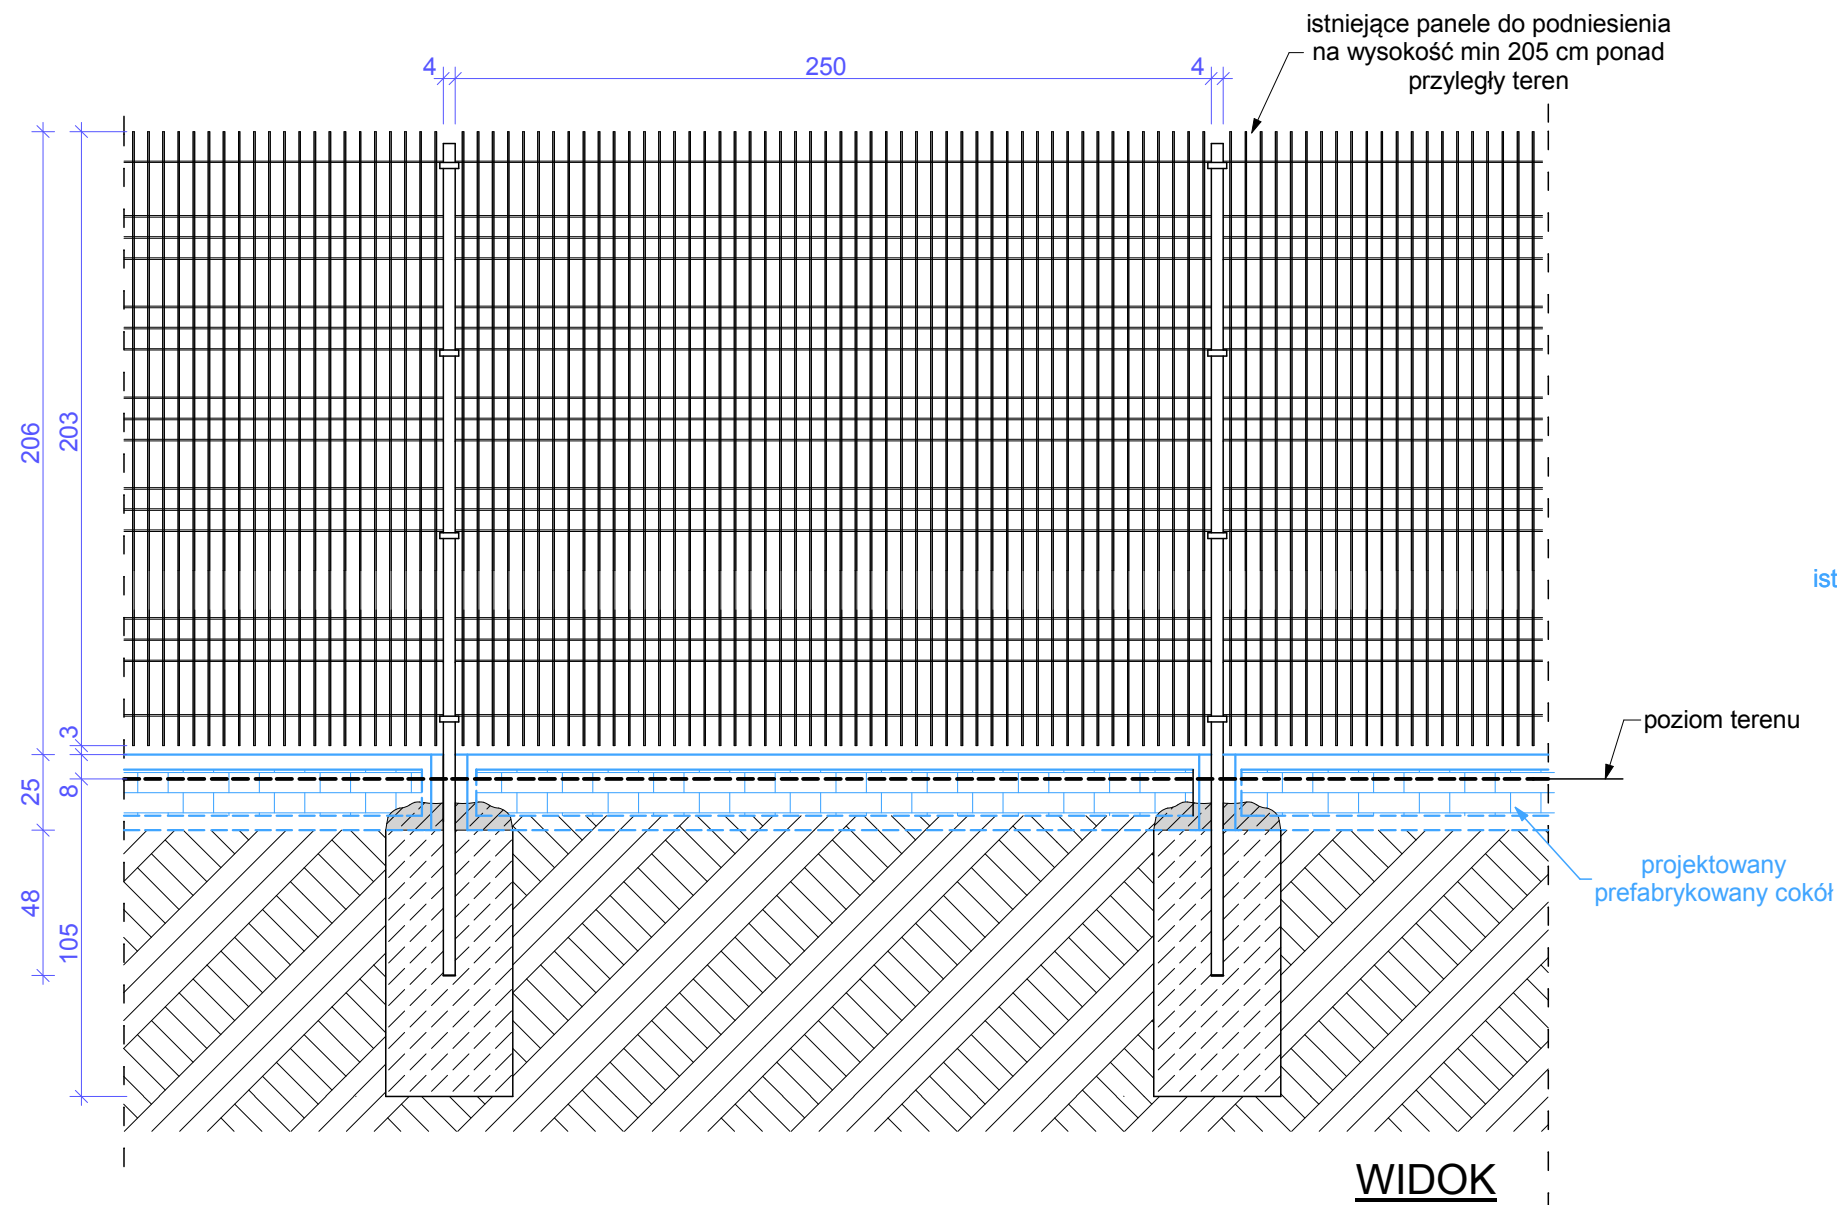 istniejące panele do podniesienia
na wysokość min 205 cm ponad
przyległy teren
4
250
4
206
203
3
8
25
48
105
ist
poziom terenu
projektowany
prefabrykowany cokół
WIDOK